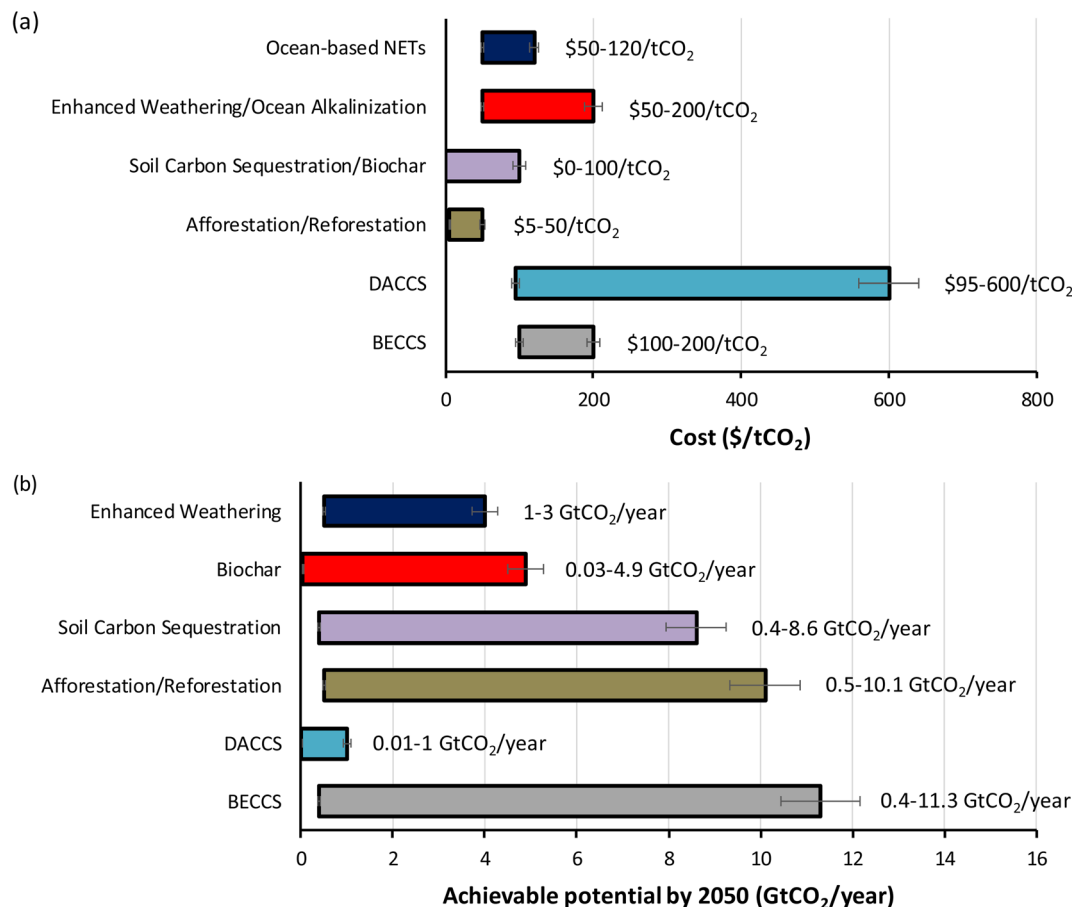 (a)
Ocean-based NETs
$50-120/tCO₂
Enhanced Weathering/Ocean Alkalinization
$50-200/tCO₂
Soil Carbon Sequestration/Biochar
$0-100/tCO₂
Afforestation/Reforestation
$5-50/tCO₂
DACCS
$95-600/tCO₂
BECCS
$100-200/tCO₂
0 200 400 600 800
Cost ($/tCO₂)
(b)
Enhanced Weathering
1-3 GtCO₂/year
Biochar
0.03-4.9 GtCO₂/year
Soil Carbon Sequestration
0.4-8.6 GtCO₂/year
Afforestation/Reforestation
0.5-10.1 GtCO₂/year
DACCS
0.01-1 GtCO₂/year
BECCS
0.4-11.3 GtCO₂/year
0 2 4 6 8 10 12 14 16
Achievable potential by 2050 (GtCO₂/year)